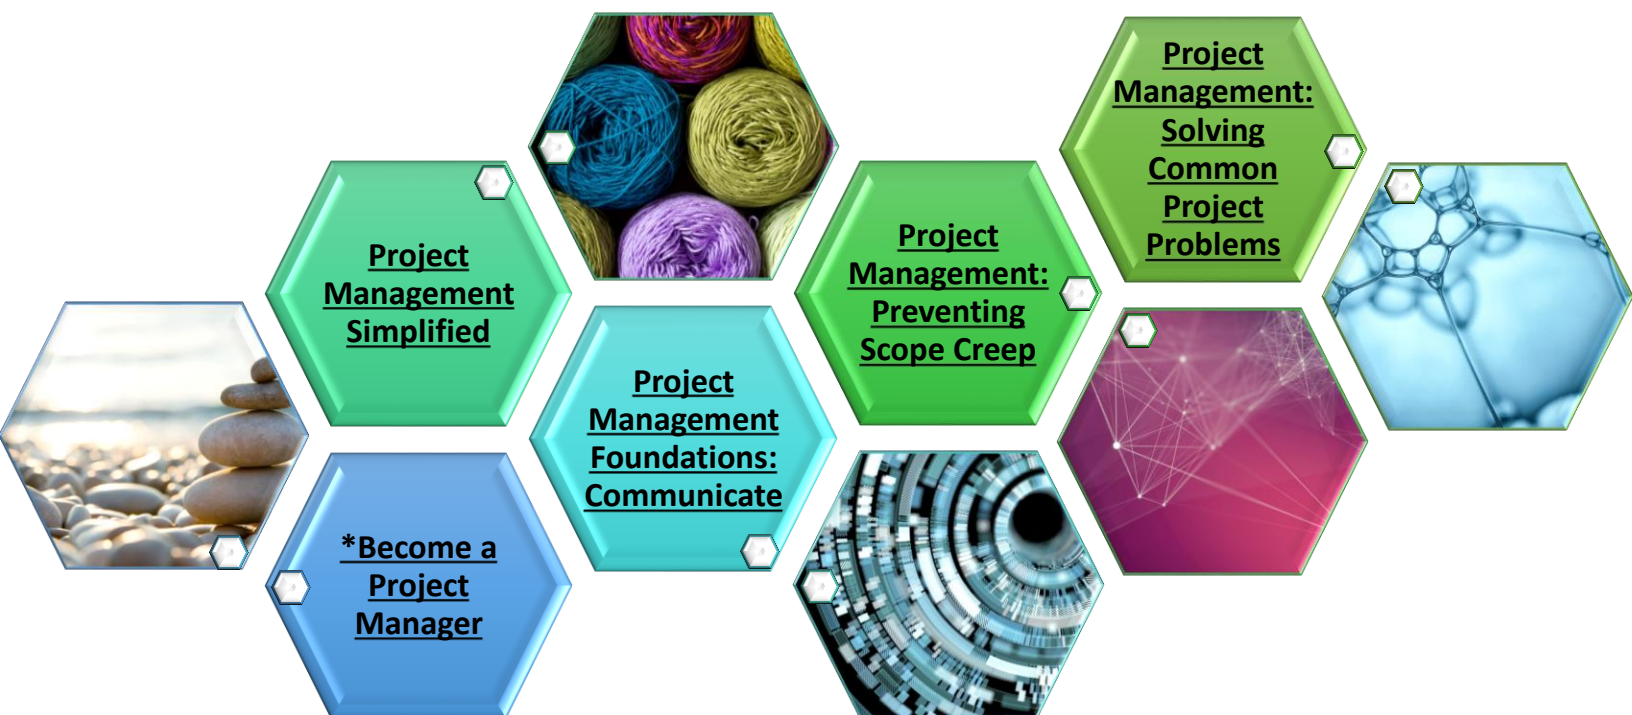 Project
Management
Simplified
*Become a
Project
Manager
Project
Management
Foundations:
Communicate
Project
Management:
Preventing
Scope Creep
Project
Management:
Solving
Common
Project
Problems